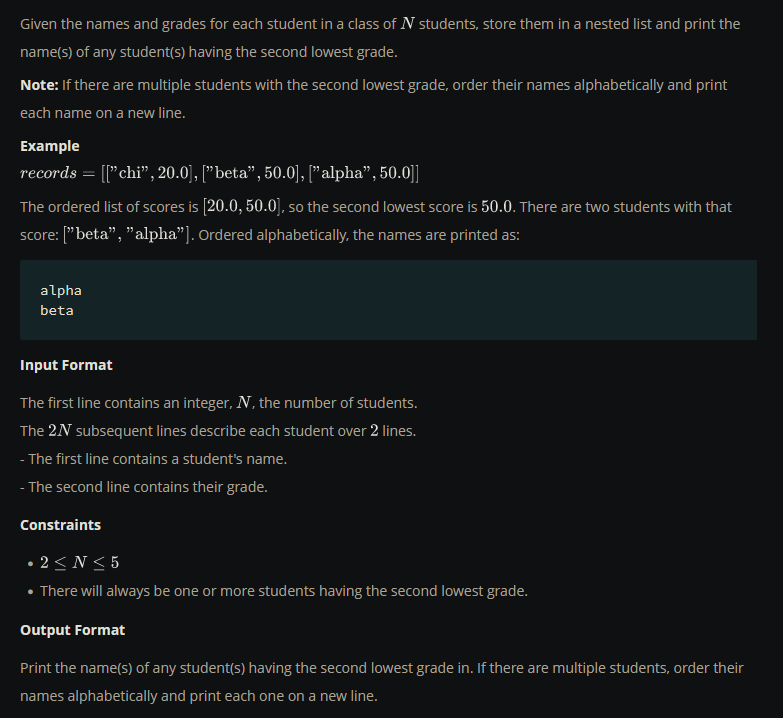 Given the names and grades for each student in a class of N students, store them in a nested list and print the
name(s) of any student(s) having the second lowest grade.
Note: If there are multiple students with the second lowest grade, order their names alphabetically and print
each name on a new line.
Example
records = [["chi", 20.0], ["beta", 50.0], ["alpha", 50.0]]
The ordered list of scores is [20.0, 50.0], so the second lowest score is 50.0. There are two students with that
score: ["beta", "alpha"]. Ordered alphabetically, the names are printed as:
alpha
beta
Input Format
The first line contains an integer, N, the number of students.
The 2N subsequent lines describe each student over 2 lines.
- The first line contains a student's name.
- The second line contains their grade.
Constraints
• 2 ≤ N ≤ 5
• There will always be one or more students having the second lowest grade.
Output Format
Print the name(s) of any student(s) having the second lowest grade in. If there are multiple students, order their
names alphabetically and print each one on a new line.